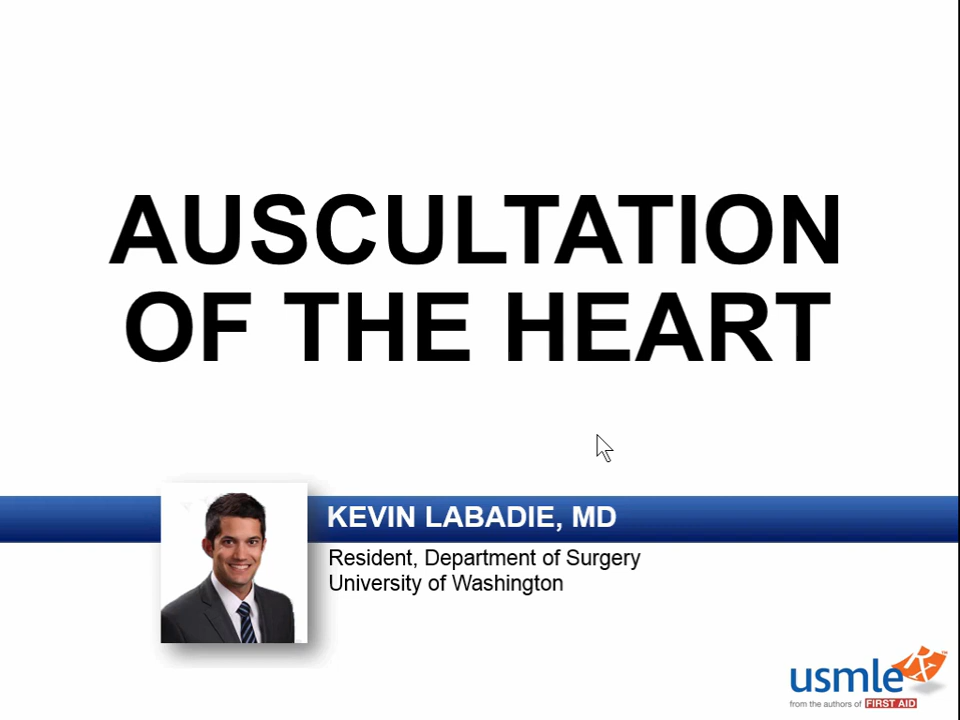 AUSCULTATION
OF THE HEART
KEVIN LABADIE, MD
Resident, Department of Surgery
University of Washington
usmle Rx™
from the authors of FIRST AID